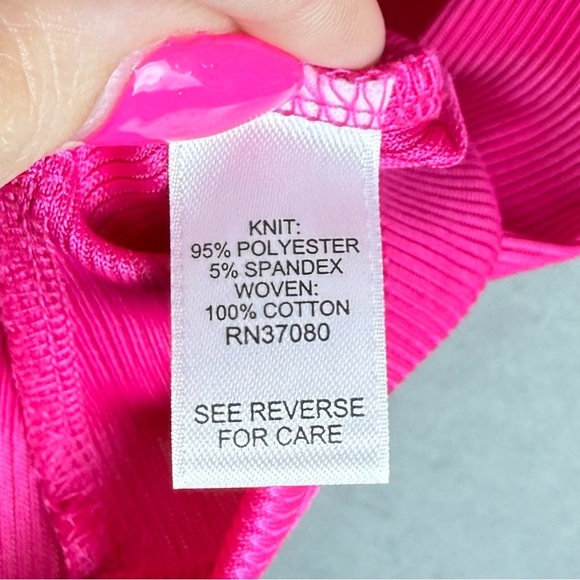 KNIT:
95% POLYESTER
5% SPANDEX
WOVEN:
100% COTTON
RN37080
SEE REVERSE
FOR CARE